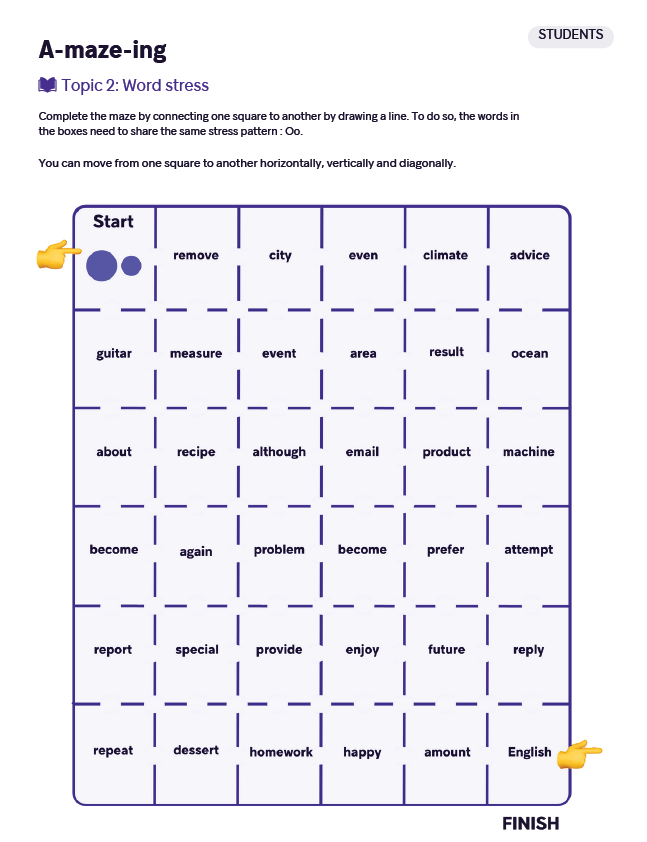 STUDENTS
A-maze-ing
Topic 2: Word stress
Complete the maze by connecting one square to another by drawing a line. To do so, the words in
the boxes need to share the same stress pattern : Oo.
You can move from one square to another horizontally, vertically and diagonally.
Start
remove city even climate advice
guitar measure event area result ocean
about recipe although email product machine
become again problem become prefer attempt
report special provide enjoy future reply
repeat dessert homework happy amount English
FINISH